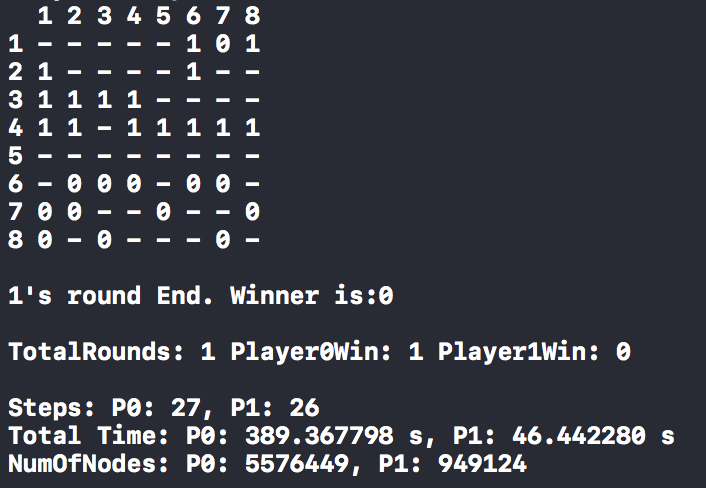 1 2 3 4 5 6 7 8
1 - - - - - 1 0 1
2 1 - - - - 1 - -
3 1 1 1 1 - - - -
4 1 1 - 1 1 1 1 1
5 - - - - - - - -
6 - 0 0 0 - 0 0 -
7 0 0 - - 0 - - 0
8 0 - 0 - - - 0 -
1's round End. Winner is:0
TotalRounds: 1 Player0Win: 1 Player1Win: 0
Steps: P0: 27, P1: 26
Total Time: P0: 389.367798 s, P1: 46.442280 s
NumOfNodes: P0: 5576449, P1: 949124